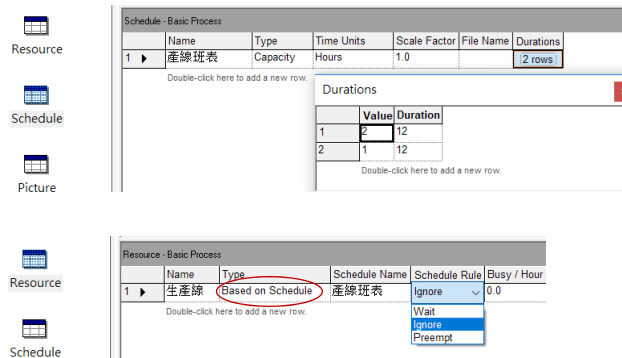 Resource
Schedule
Picture
Schedule - Basic Process
Name Type Time Units Scale Factor File Name Durations
1 產線班表 Capacity Hours 1.0 2 rows
Double-click here to add a new row.
Durations
Value Duration
1 2 12
2 1 12
Double-click here to add a new row.
Resource
Schedule
Resource - Basic Process
Name Type Schedule Name Schedule Rule Busy / Hour
1 生產線 Based on Schedule 產線班表 Ignore 0.0
Double-click here to add a new row.
Wait
Ignore
Preempt